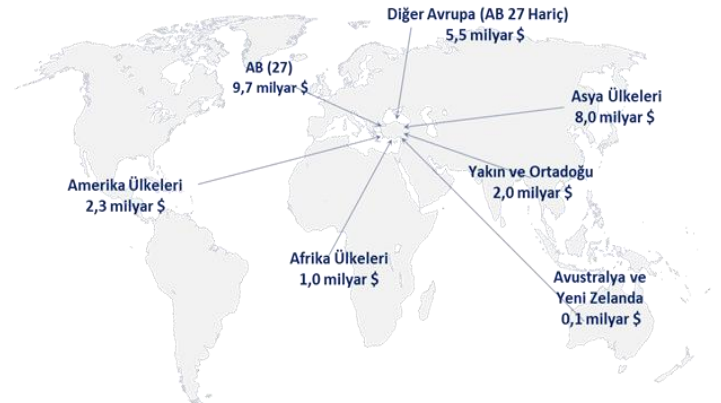 Diğer Avrupa (AB 27 Hariç)
5,5 milyar $
AB (27)
9,7 milyar $
Asya Ülkeleri
8,0 milyar $
Yakın ve Ortadoğu
2,0 milyar $
Amerika Ülkeleri
2,3 milyar $
Afrika Ülkeleri
1,0 milyar $
Avustralya ve
Yeni Zelanda
0,1 milyar $